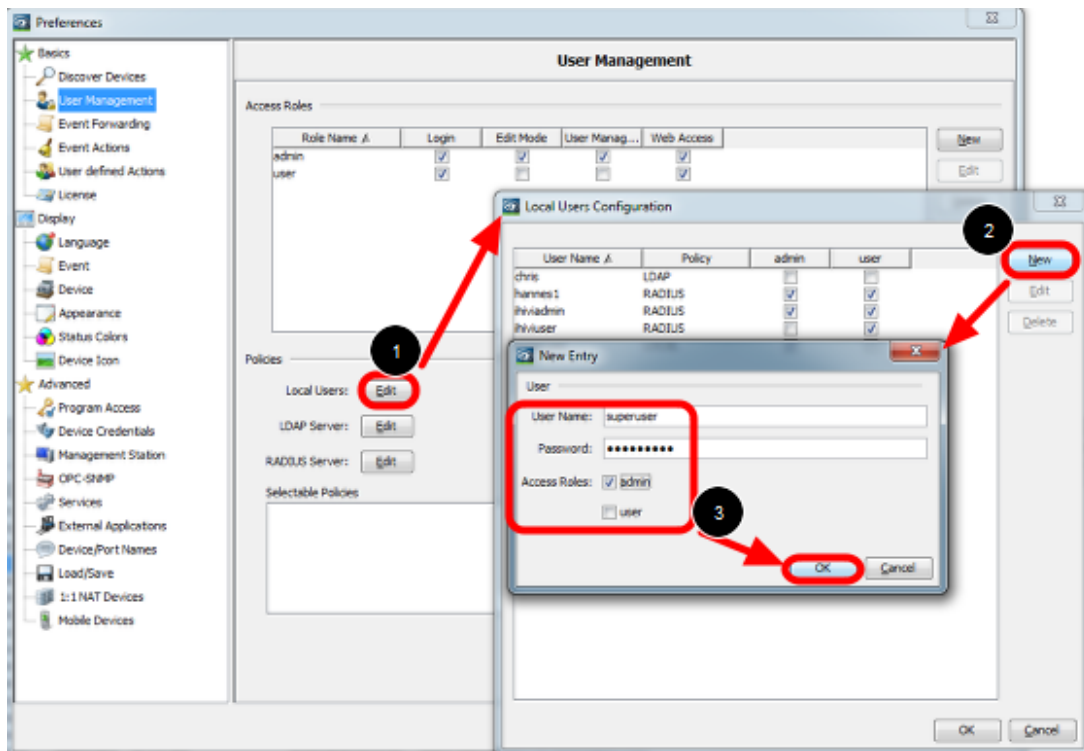 Preferences
Basics
Discover Devices
User Management
Event Forwarding
Event Actions
User defined Actions
License
Display
Language
Event
Device
Appearance
Status Colors
Device Icon
Advanced
Program Access
Device Credentials
Management Station
OPC-SNMP
Services
External Applications
Device/Port Names
Load/Save
1:1 NAT Devices
Mobile Devices
User Management
Access Roles
Role Name Login Edit Mode User Manag... Web Access
admin
user
New
Edit
Policies
1
Local Users: Edit
LDAP Server: Edit
RADIUS Server: Edit
Selectable Policies
Local Users Configuration
2
User Name Policy admin user
chris LDAP
hannes1 RADIUS
ihiviadmin RADIUS
ihiviuser RADIUS
New
Edit
Delete
New Entry
User
User Name: superuser
Password: •••••••••
Access Roles: admin
user
3
OK Cancel
OK Cancel